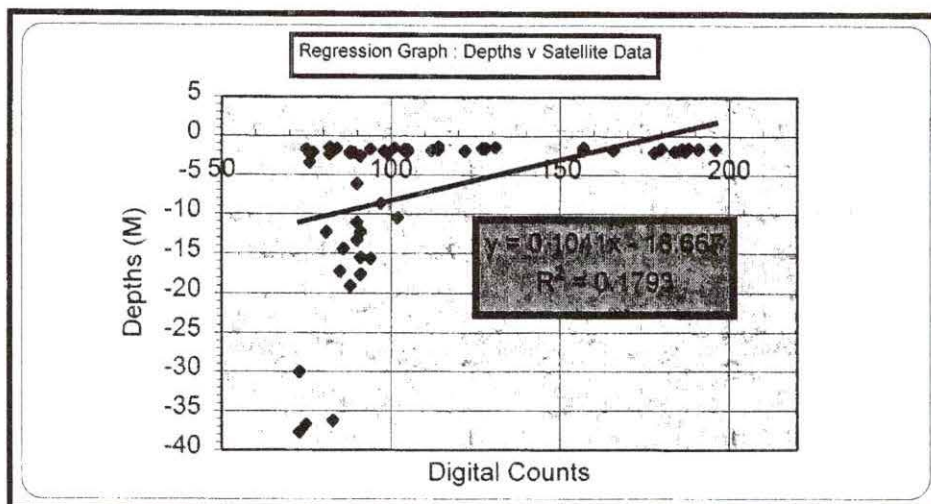 Regression Graph : Depths v Satellite Data
5
0
50
100
150
200
-5
-10
-15
-20
-25
-30
-35
-40
Depths (M)
y = 0.1041x - 18.667
R² = 0.1793
Digital Counts